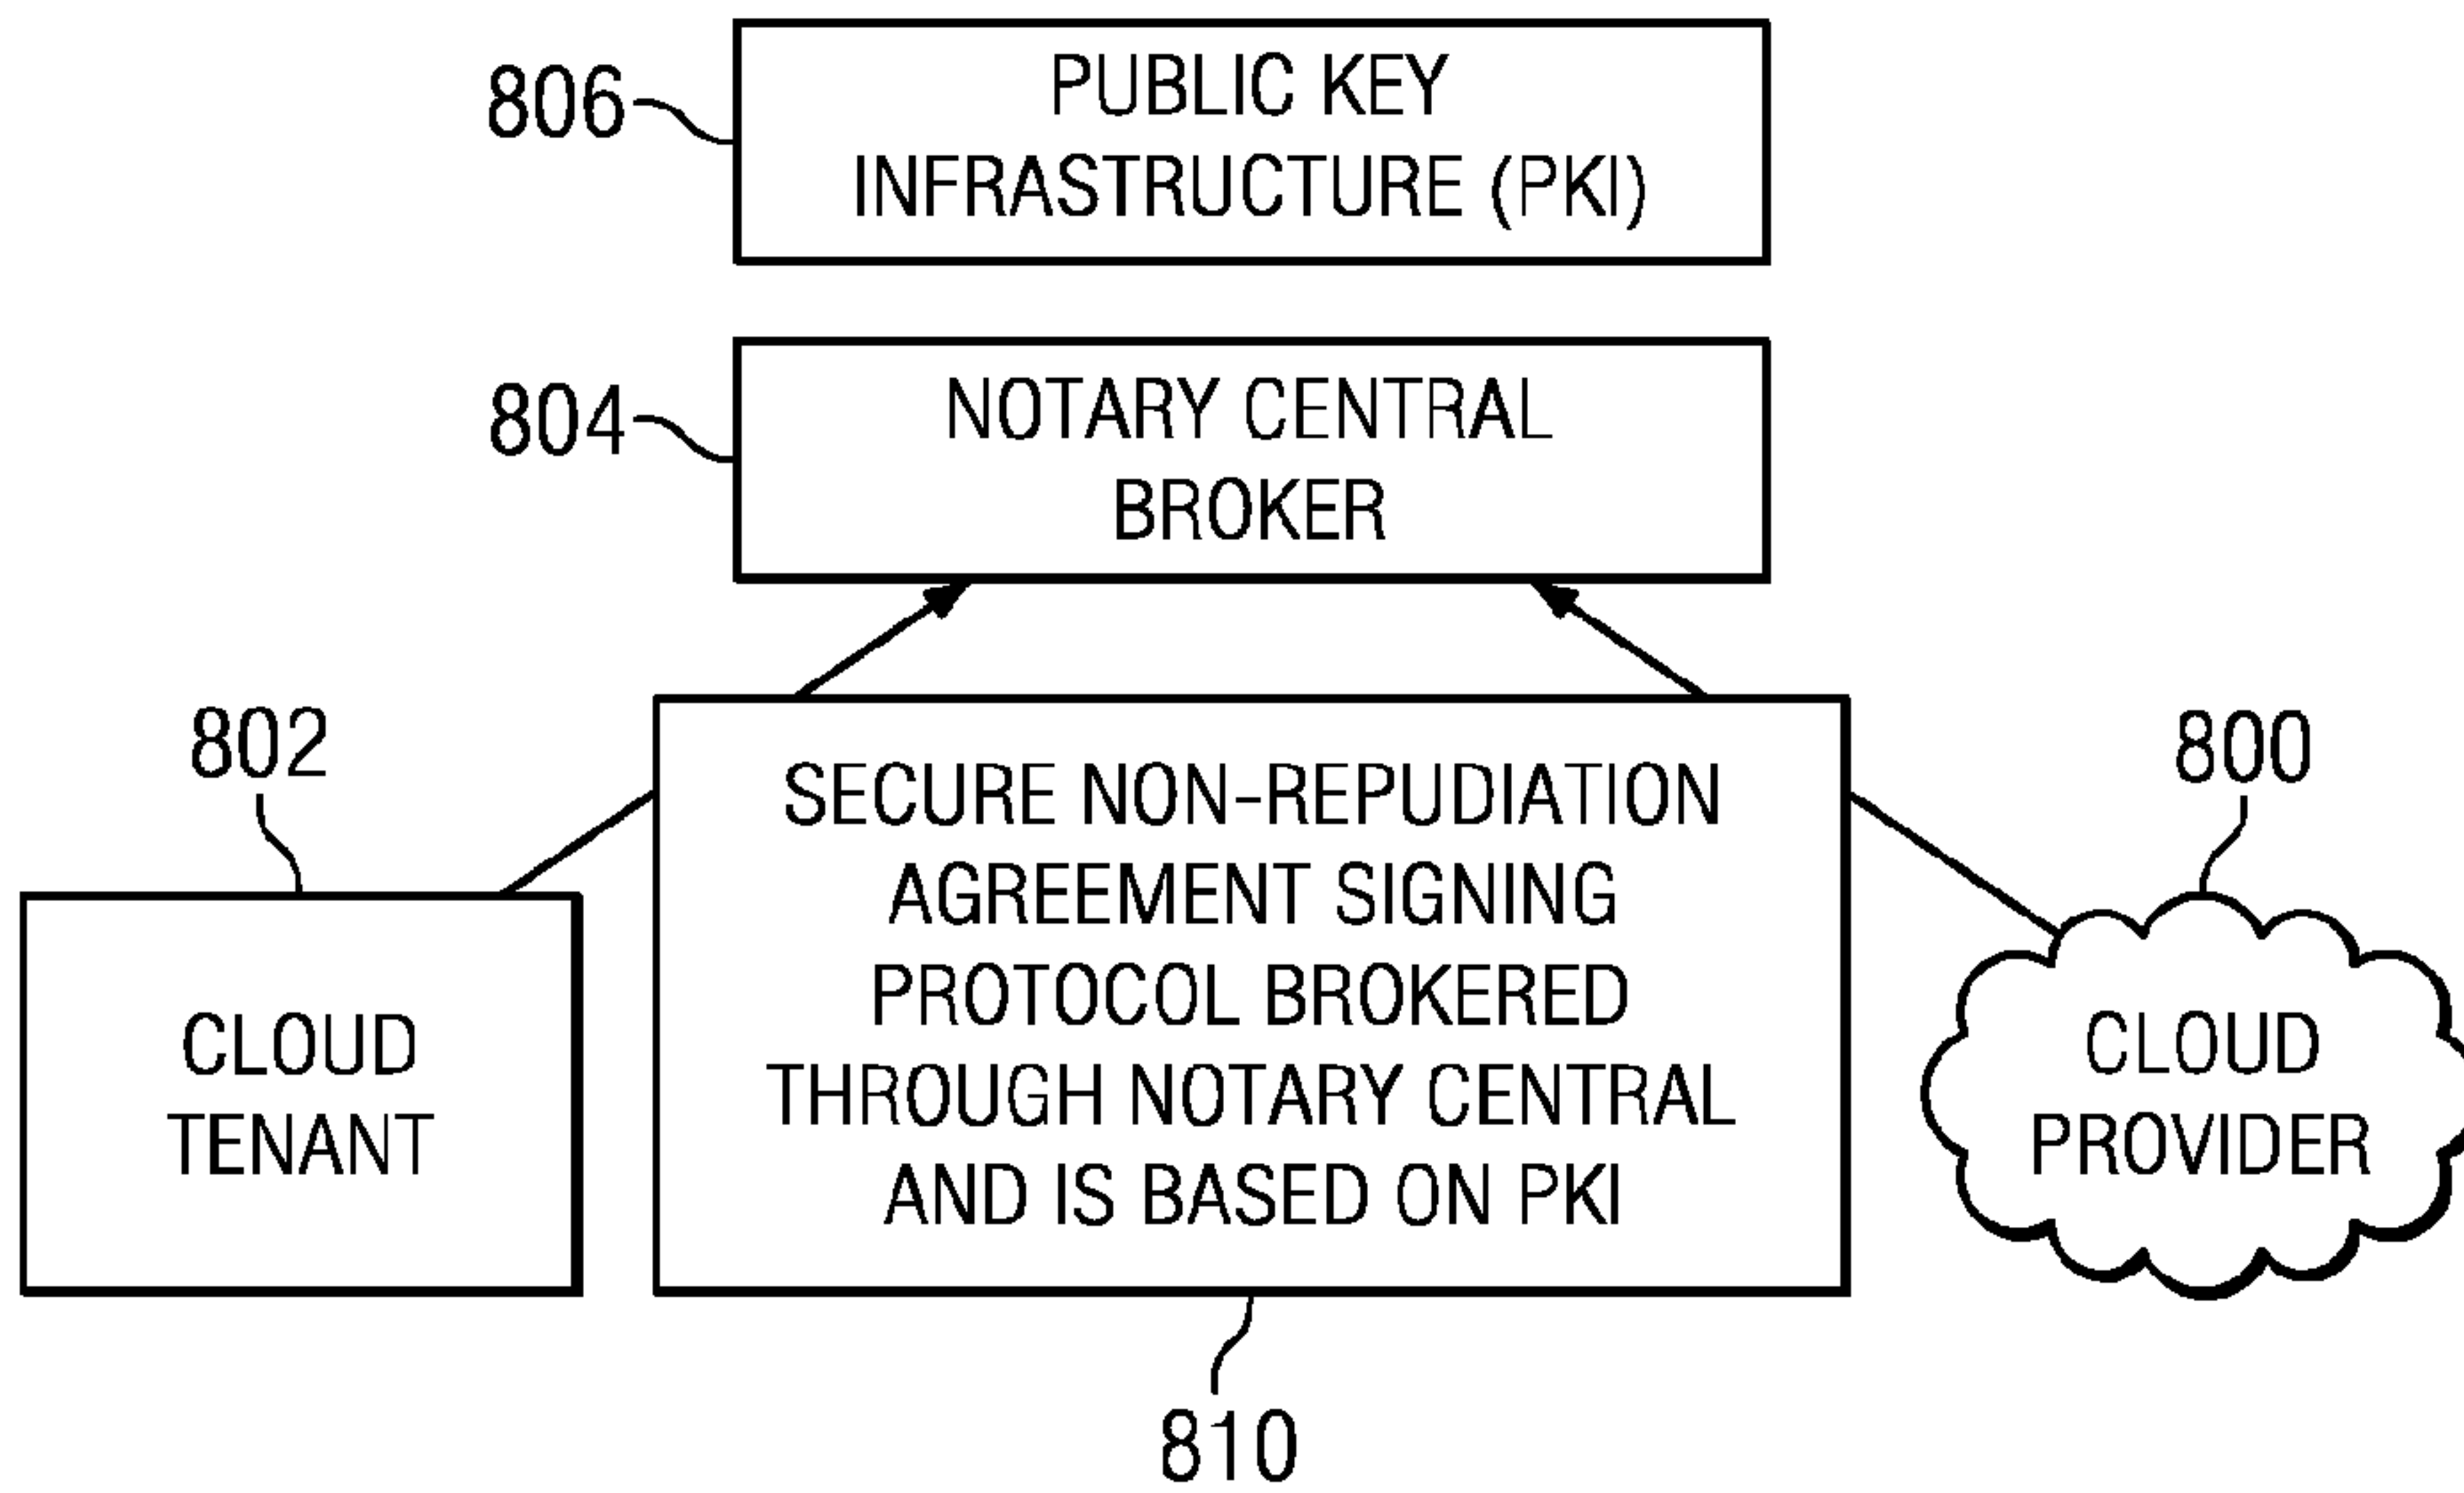 806
PUBLIC KEY
INFRASTRUCTURE (PKI)
804
NOTARY CENTRAL
BROKER
802
CLOUD
TENANT
SECURE NON-REPUDIATION
AGREEMENT SIGNING
PROTOCOL BROKERED
THROUGH NOTARY CENTRAL
AND IS BASED ON PKI
810
800
CLOUD
PROVIDER